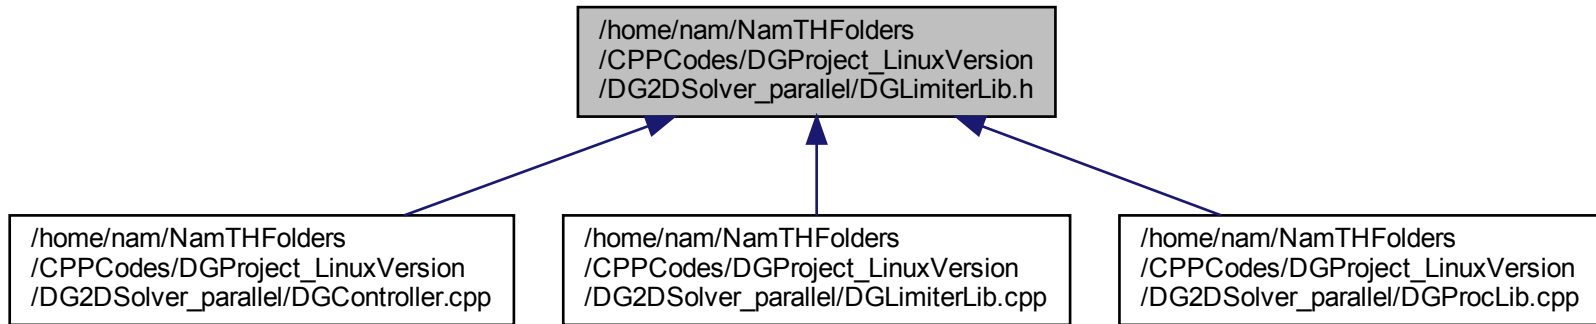 /home/nam/NamTHFolders
/CPPCodes/DGProject_LinuxVersion
/DG2DSolver_parallel/DGLimiterLib.h
/home/nam/NamTHFolders
/CPPCodes/DGProject_LinuxVersion
/DG2DSolver_parallel/DGController.cpp
/home/nam/NamTHFolders
/CPPCodes/DGProject_LinuxVersion
/DG2DSolver_parallel/DGLimiterLib.cpp
/home/nam/NamTHFolders
/CPPCodes/DGProject_LinuxVersion
/DG2DSolver_parallel/DGProcLib.cpp